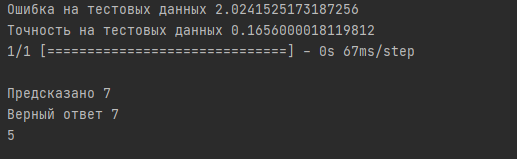 Ошибка на тестовых данных 2.0241525173187256
Точность на тестовых данных 0.1656000018119812
1/1 [==============================] - 0s 67ms/step
Предсказано 7
Верный ответ 7
5